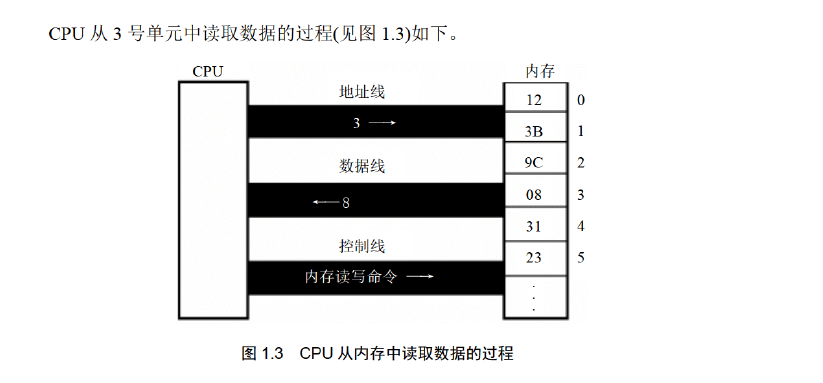 CPU 从 3 号单元中读取数据的过程(见图 1.3)如下。
CPU
内存
地址线
12 0
3 →
3B 1
数据线
9C 2
08 3
← 8
31 4
控制线
23 5
内存读写命令 →
.
.
.
图 1.3 CPU 从内存中读取数据的过程